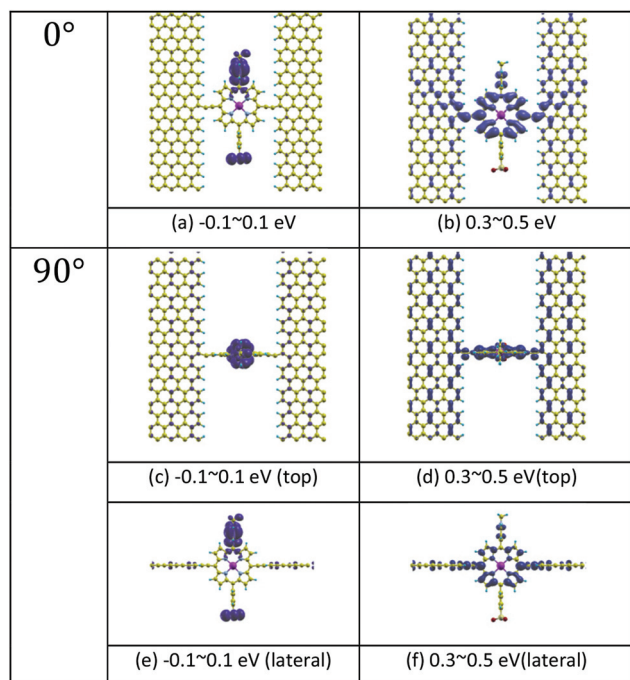 0°
(a) -0.1~0.1 eV
(b) 0.3~0.5 eV
90°
(c) -0.1~0.1 eV (top)
(d) 0.3~0.5 eV(top)
(e) -0.1~0.1 eV (lateral)
(f) 0.3~0.5 eV(lateral)